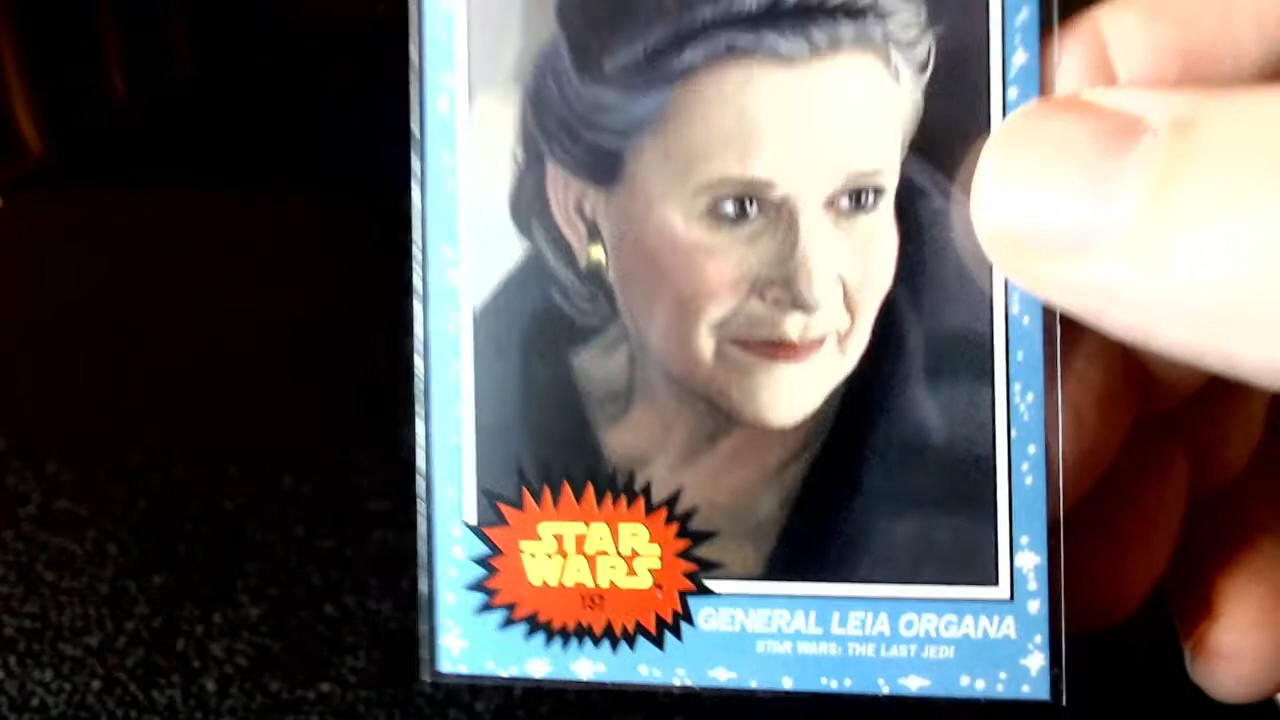 STAR
WARS
GENERAL LEIA ORGANA
STAR WARS: THE LAST JEDI